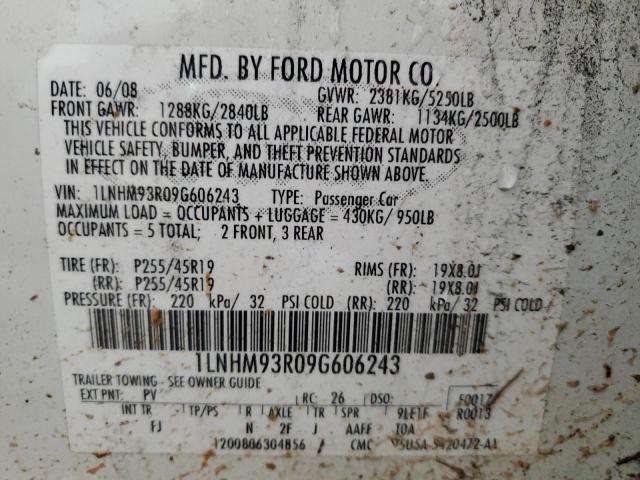 MFD. BY FORD MOTOR CO.
DATE: 06/08 GVWR: 2381KG/5250LB
FRONT GAWR: 1288KG/2840LB REAR GAWR: 1134KG/2500LB
THIS VEHICLE CONFORMS TO ALL APPLICABLE FEDERAL MOTOR
VEHICLE SAFETY, BUMPER, AND THEFT PREVENTION STANDARDS
IN EFFECT ON THE DATE OF MANUFACTURE SHOWN ABOVE.
VIN: 1LNHM93R09G606243 TYPE: Passenger Car
MAXIMUM LOAD = OCCUPANTS + LUGGAGE = 430KG/950LB
OCCUPANTS = 5 TOTAL; 2 FRONT, 3 REAR
TIRE (FR): P255/45R19 RIMS (FR): 19X8.0J
(RR): P255/45R19 (RR): 19X8.0J
PRESSURE (FR): 220 kPa/ 32 PSI COLD (RR): 220 kPa/ 32 PSI COLD
1LNHM93R09G606243
TRAILER TOWING - SEE OWNER GUIDE
EXT PNT: PV RC: 26 DSO: F0017
INT TR TP/PS R AXLE TR SPR R0013
FJ N 2F J AAFF
1200806304856 CMC